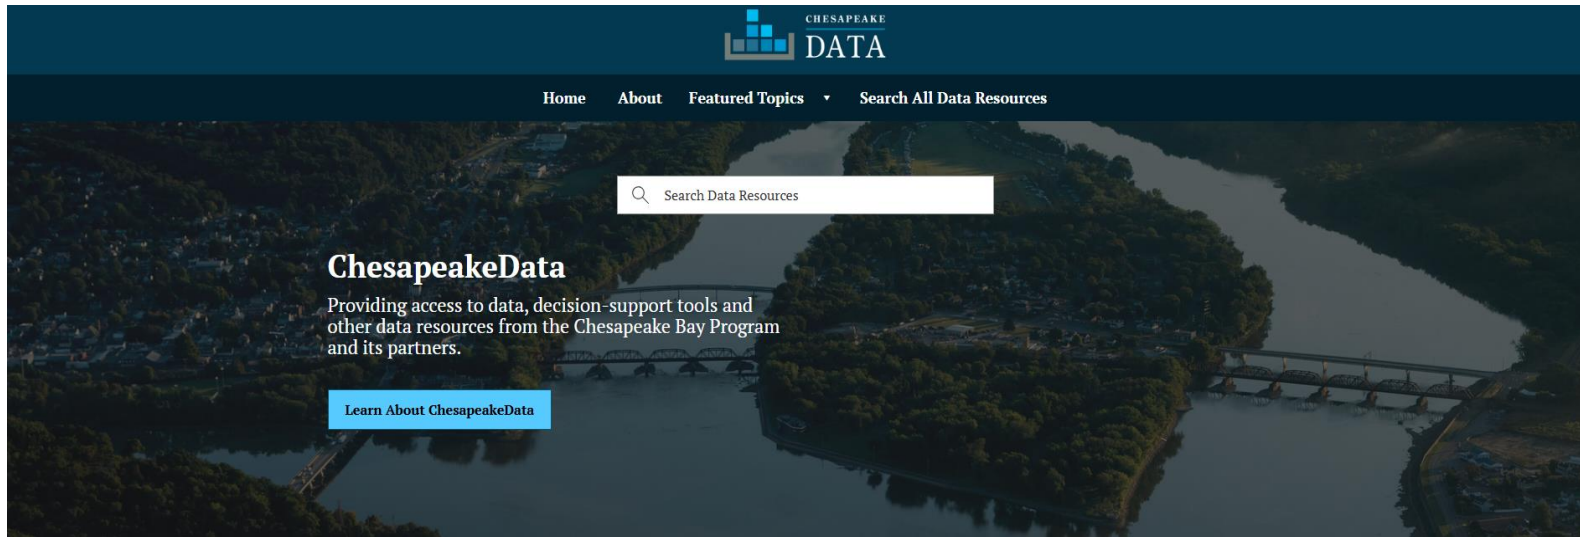 CHESAPEAKE
DATA
Home About Featured Topics Search All Data Resources
Search Data Resources
ChesapeakeData
Providing access to data, decision-support tools and
other data resources from the Chesapeake Bay Program
and its partners.
Learn About ChesapeakeData